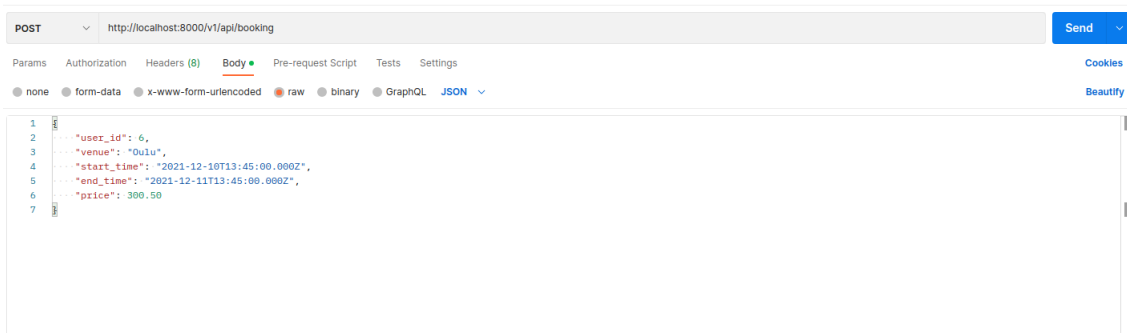 POST http://localhost:8000/v1/api/booking Send
Params Authorization Headers (8) Body Pre-request Script Tests Settings Cookies
none form-data x-www-form-urlencoded raw binary GraphQL JSON Beautify
1 {
2 "user_id": 6,
3 "venue": "Oulu",
4 "start_time": "2021-12-10T13:45:00.000Z",
5 "end_time": "2021-12-11T13:45:00.000Z",
6 "price": 300.50
7 }